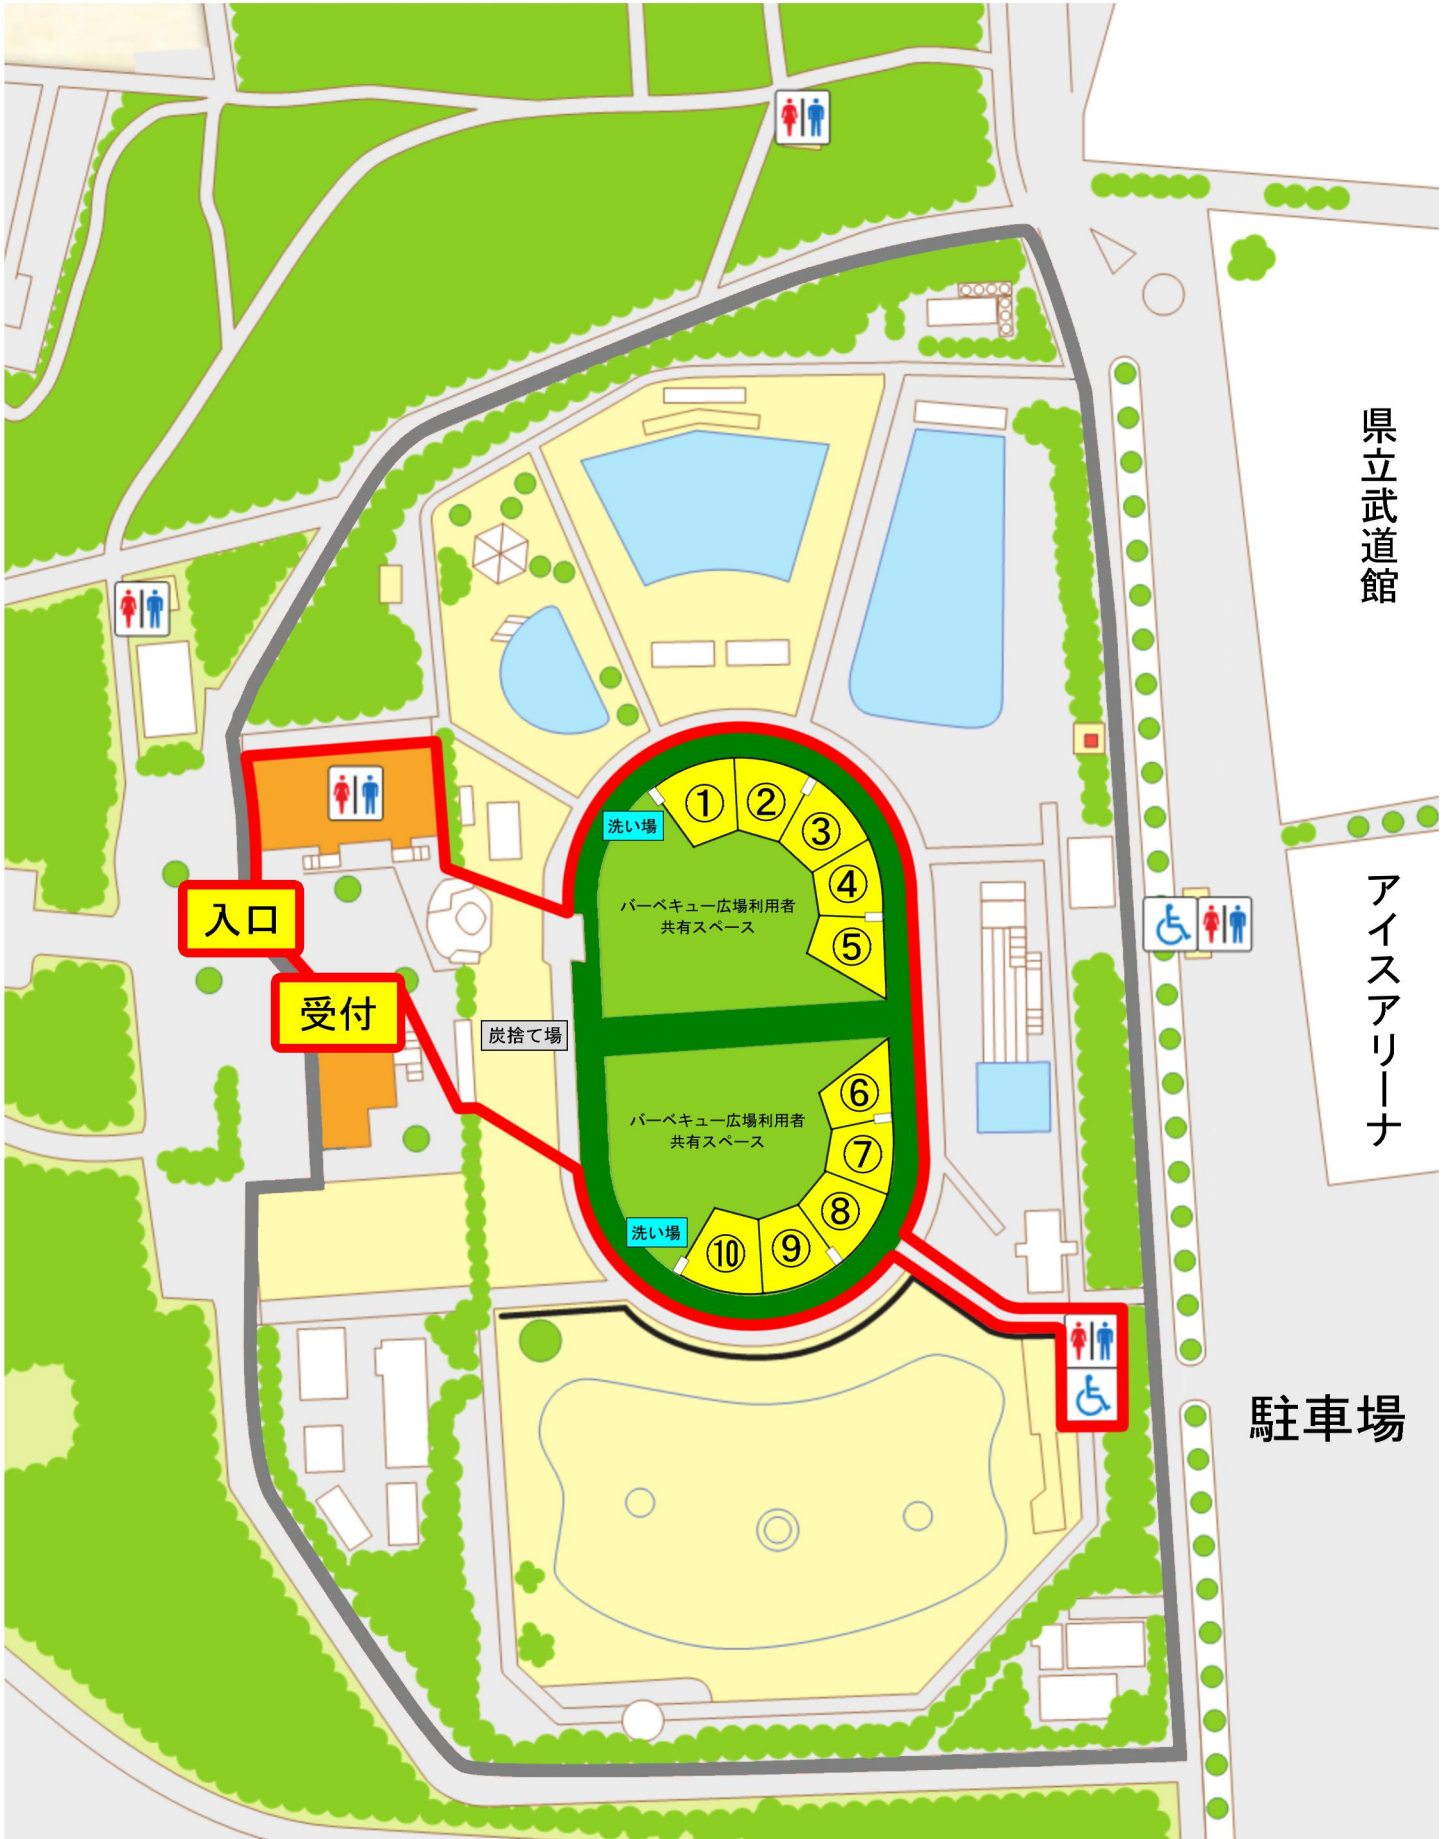 県立武道館
①
②
洗い場
③
④
バーベキュー広場利用者
共有スペース
入口
⑤
アイスアリーナ
受付
炭捨て場
⑥
バーベキュー広場利用者
共有スペース
⑦
⑧
洗い場
⑨
⑩
駐車場